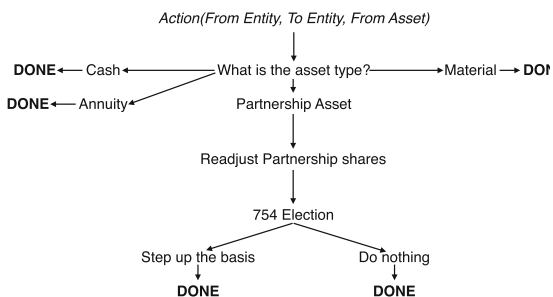 Action(From Entity, To Entity, From Asset)
DONE Cash What is the asset type? Material DON
DONE Annuity Partnership Asset
Readjust Partnership shares
754 Election
Step up the basis Do nothing
DONE DONE